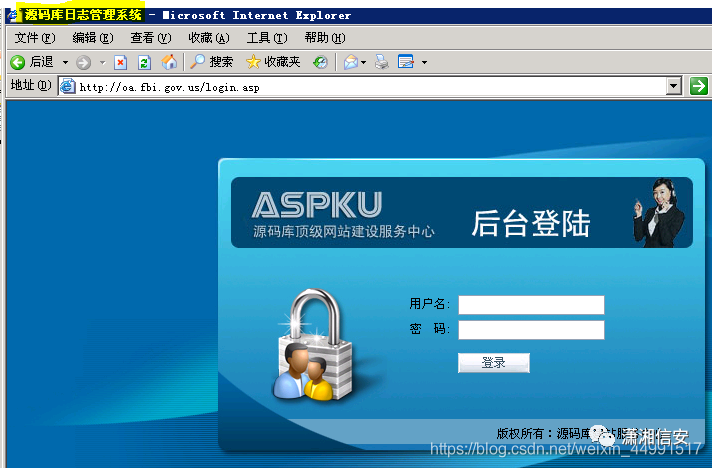 源码库日志管理系统 - Microsoft Internet Explorer
文件(F) 编辑(E) 查看(V) 收藏(A) 工具(T) 帮助(H)
后退 搜索 收藏夹
地址(D) http://oa.fbi.gov.us/login.asp
ASPKU
源码库顶级网站建设服务中心
后台登陆
用户名:
密 码:
登录
版权所有：源码库
潇湘信安
https://blog.csdn.net/weixin_44991517